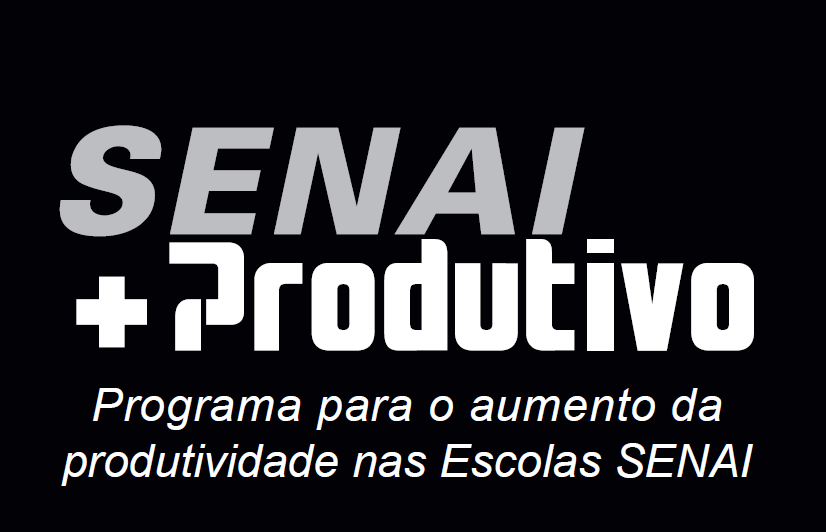 SENAI
+Produtivo
Programa para o aumento da
produtividade nas Escolas SENAI